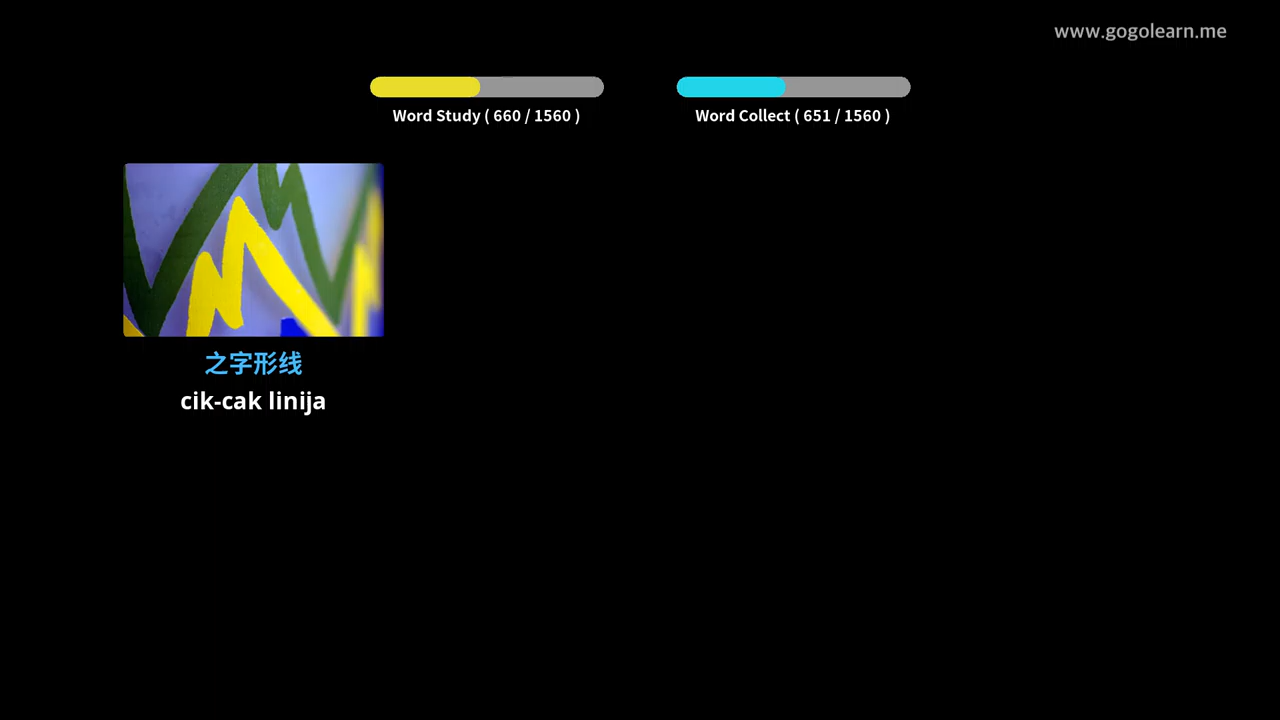 www.gogolearn.me
Word Study ( 660 / 1560 )
Word Collect ( 651 / 1560 )
之字形线
cik-cak linija